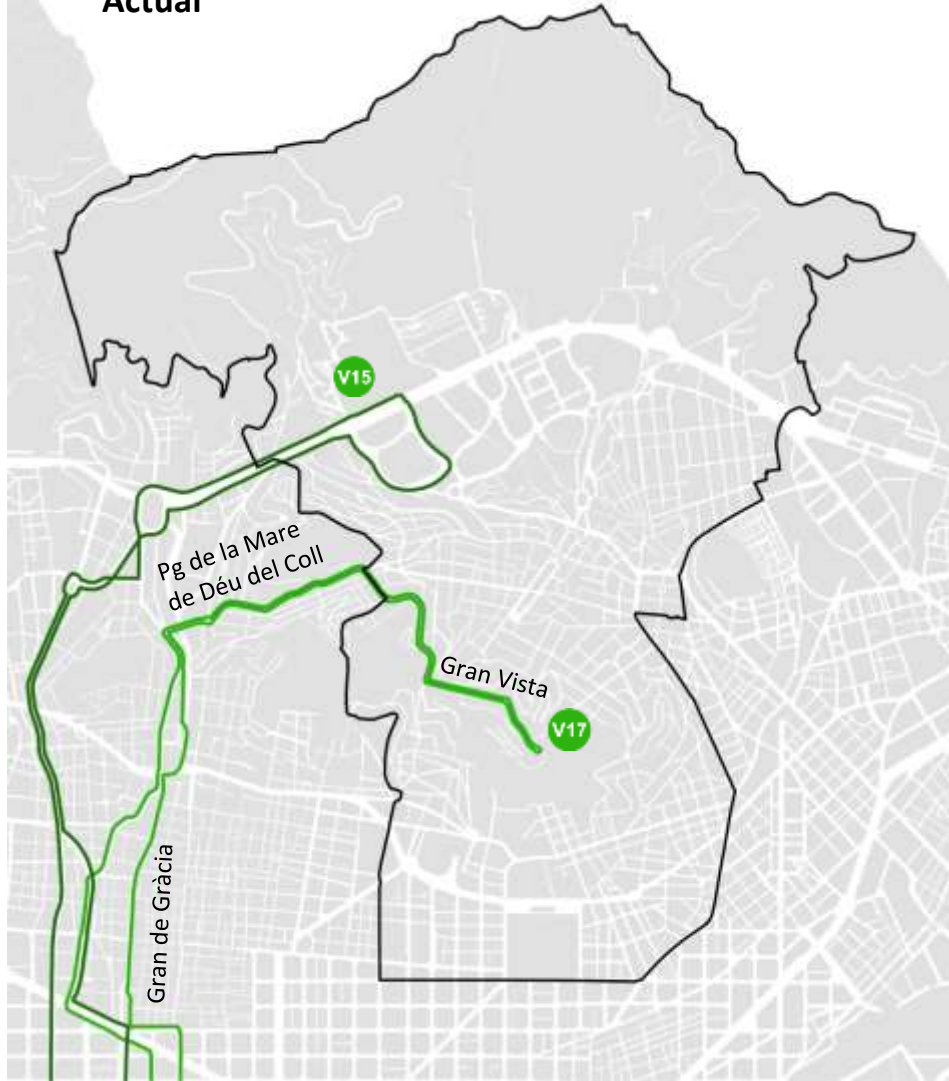 Actual
V15
Pg de la Mare
de Déu del Coll
Gran Vista
V17
Gran de Gràcia